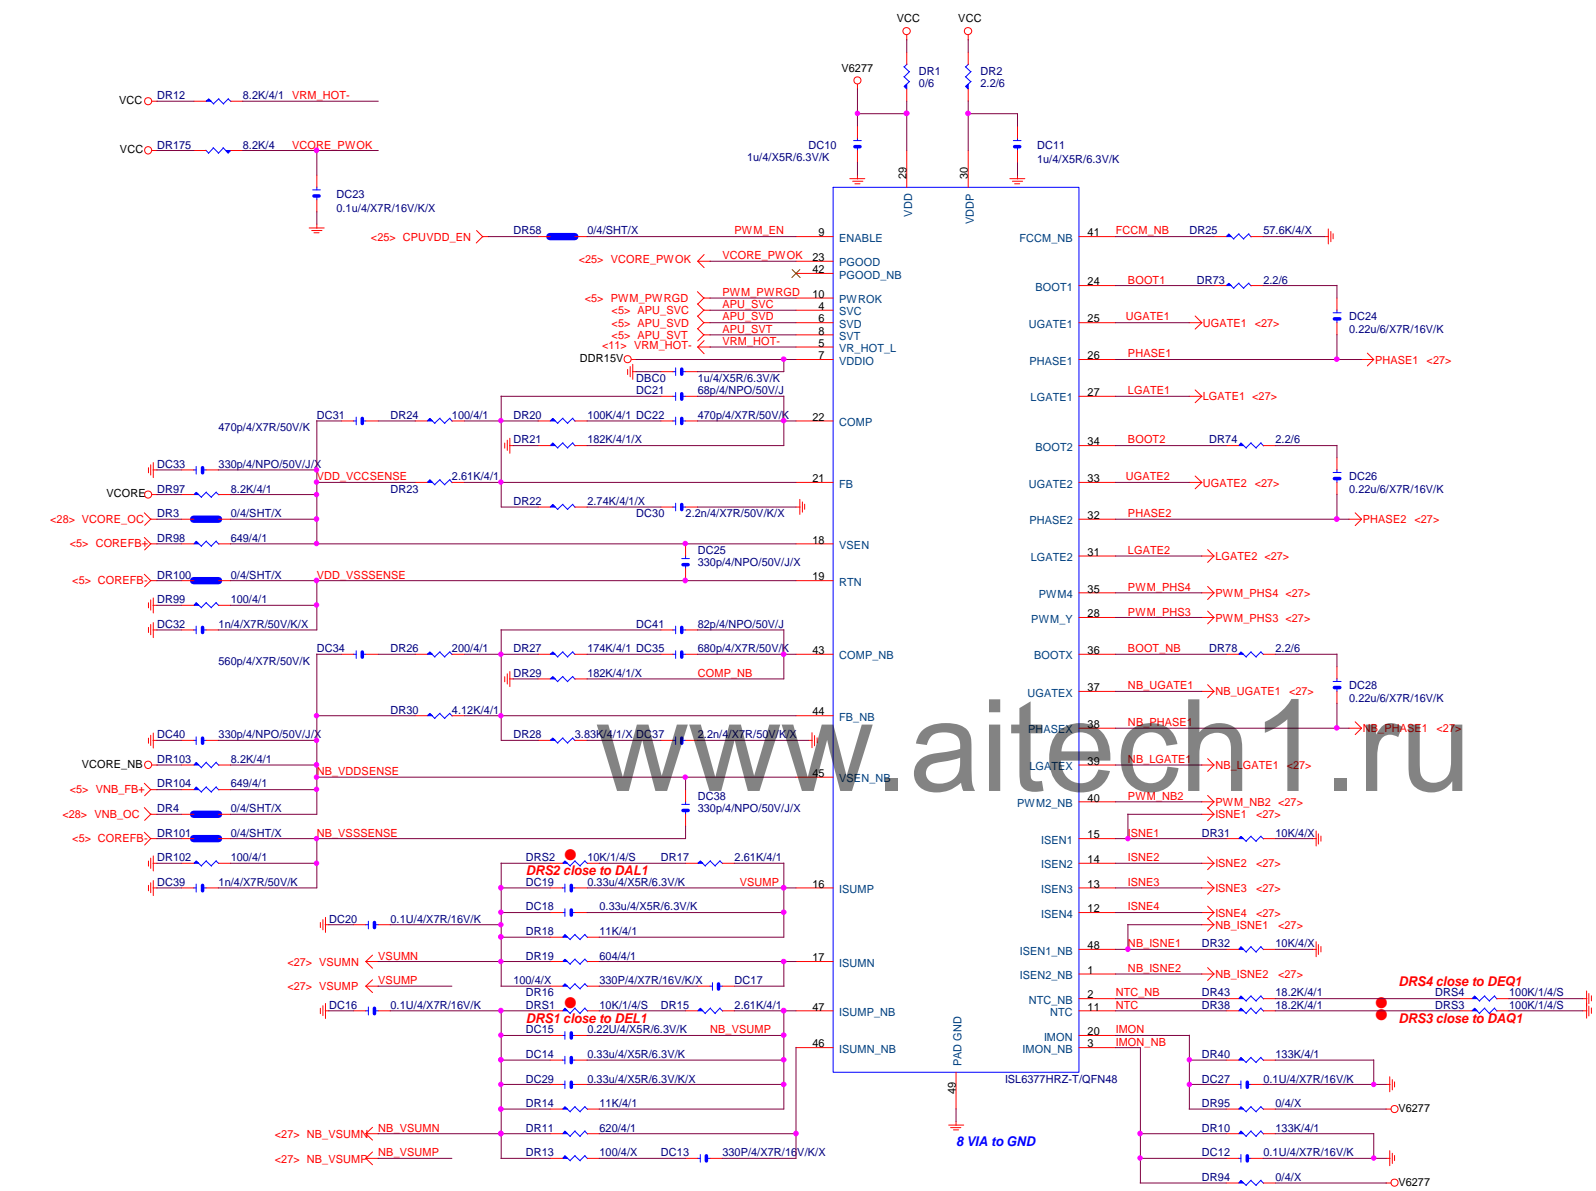 VCC VCC
V6277 DR1 DR2
0/6 2.2/6
VCC DR12 8.2K/4/1 VRM_HOT-
VCC DR175 8.2K/4 VCORE_PWOK
DC10 DC11
1u/4/X5R/6.3V/K 1u/4/X5R/6.3V/K
29 30
VDD VDDP
DC23
0.1u/4/X7R/16V/K/X
<25> CPUVDD_EN DR58 0/4/SHT/X PWM_EN 9 ENABLE
<25> VCORE_PWOK VCORE_PWOK 23 PGOOD
42 PGOOD_NB
<5> PWM_PWRGD PWM_PWRGD 10 PWROK
<5> APU_SVC APU_SVC 4 SVC
<5> APU_SVD APU_SVD 6 SVD
<5> APU_SVT APU_SVT 8 SVT
<11> VRM_HOT- VRM_HOT- 5 VR_HOT_L
DDR15V 7 VDDIO
DBC0 1u/4/X5R/6.3V/K
DC21 68p/4/NPO/50V/J
DC31 DR24 100/4/1 DR20 100K/4/1 DC22 470p/4/X7R/50V/K 22 COMP
470p/4/X7R/50V/K
DR21 182K/4/1/X
DC33 330p/4/NPO/50V/J/X
VDD_VCCSENSE DR23 2.61K/4/1 21 FB
VCORE DR97 8.2K/4/1
DR22 2.74K/4/1/X DC30 2.2n/4/X7R/50V/K/X
<28> VCORE_OC DR3 0/4/SHT/X
<5> COREFB+ DR98 649/4/1 18 VSEN
DC25
330p/4/NPO/50V/J/X
<5> COREFB- DR100 0/4/SHT/X VDD_VSSSENSE 19 RTN
DR99 100/4/1
DC32 1n/4/X7R/50V/K/X
DC41 82p/4/NPO/50V/J
DC34 DR26 200/4/1 DR27 174K/4/1 DC35 680p/4/X7R/50V/K 43 COMP_NB
560p/4/X7R/50V/K
DR29 182K/4/1/X COMP_NB
DR30 4.12K/4/1 44 FB_NB
DC40 330p/4/NPO/50V/J/X DR28 3.83K/4/1/X DC37 2.2n/4/X7R/50V/K/X
VCORE_NB DR103 8.2K/4/1
NB_VDDSENSE 45 VSEN_NB
<5> VNB_FB+ DR104 649/4/1
DC38
330p/4/NPO/50V/J/X
<28> VNB_OC DR4 0/4/SHT/X
<5> COREFB- DR101 0/4/SHT/X NB_VSSSENSE
DR102 100/4/1
DC39 1n/4/X7R/50V/K
DRS2 10K/1/4/S DR17 2.61K/4/1
DRS2 close to DAL1
DC19 0.33u/4/X5R/6.3V/K VSUMP 16 ISUMP
DC18 0.33u/4/X5R/6.3V/K
DC20 0.1U/4/X7R/16V/K
DR18 11K/4/1
<27> VSUMN VSUMN DR19 604/4/1 17 ISUMN
<27> VSUMP VSUMP 100/4/X 330P/4/X7R/16V/K/X DC17
DR16
DC16 0.1U/4/X7R/16V/K DRS1 10K/1/4/S DR15 2.61K/4/1 47 ISUMP_NB
DRS1 close to DEL1
DC15 0.22U/4/X5R/6.3V/K NB_VSUMP
46 ISUMN_NB
DC14 0.33u/4/X5R/6.3V/K
DC29 0.33u/4/X5R/6.3V/K/X
DR14 11K/4/1
<27> NB_VSUMN NB_VSUMN DR11 620/4/1
<27> NB_VSUMP NB_VSUMP DR13 100/4/X DC13 330P/4/X7R/16V/K/X
FCCM_NB 41 FCCM_NB DR25 57.6K/4/X
BOOT1 24 BOOT1 DR73 2.2/6
DC24
0.22u/6/X7R/16V/K
UGATE1 25 UGATE1 UGATE1 <27>
PHASE1 26 PHASE1 PHASE1 <27>
LGATE1 27 LGATE1 LGATE1 <27>
BOOT2 34 BOOT2 DR74 2.2/6
DC26
0.22u/6/X7R/16V/K
UGATE2 33 UGATE2 UGATE2 <27>
PHASE2 32 PHASE2 PHASE2 <27>
LGATE2 31 LGATE2 LGATE2 <27>
PWM4 35 PWM_PHS4 PWM_PHS4 <27>
PWM_Y 28 PWM_PHS3 PWM_PHS3 <27>
BOOTX 36 BOOT_NB DR78 2.2/6
DC28
0.22u/6/X7R/16V/K
UGATEX 37 NB_UGATE1 NB_UGATE1 <27>
PHASEX 38 NB_PHASE1 NB_PHASE1 <27>
LGATEX 39 NB_LGATE1 NB_LGATE1 <27>
PWM2_NB 40 PWM_NB2 PWM_NB2 <27>
ISNE1 <27>
ISEN1 15 ISNE1 DR31 10K/4/X
ISEN2 14 ISNE2 ISNE2 <27>
ISEN3 13 ISNE3 ISNE3 <27>
ISEN4 12 ISNE4 ISNE4 <27>
NB_ISNE1 <27>
ISEN1_NB 48 NB_ISNE1 DR32 10K/4/X
ISEN2_NB 1 NB_ISNE2 NB_ISNE2 <27>
DRS4 close to DEQ1
NTC_NB 2 NTC_NB DR43 18.2K/4/1 DRS4 100K/1/4/S
NTC 11 NTC DR38 18.2K/4/1 DRS3 100K/1/4/S
DRS3 close to DAQ1
IMON 20 IMON
IMON_NB 3 IMON_NB
DR40 133K/4/1
DC27 0.1U/4/X7R/16V/K
DR95 0/4/X V6277
DR10 133K/4/1
DC12 0.1U/4/X7R/16V/K
DR94 0/4/X V6277
PAD GND
49
ISL6377HRZ-T/QFN48
8 VIA to GND
www.aitech1.ru